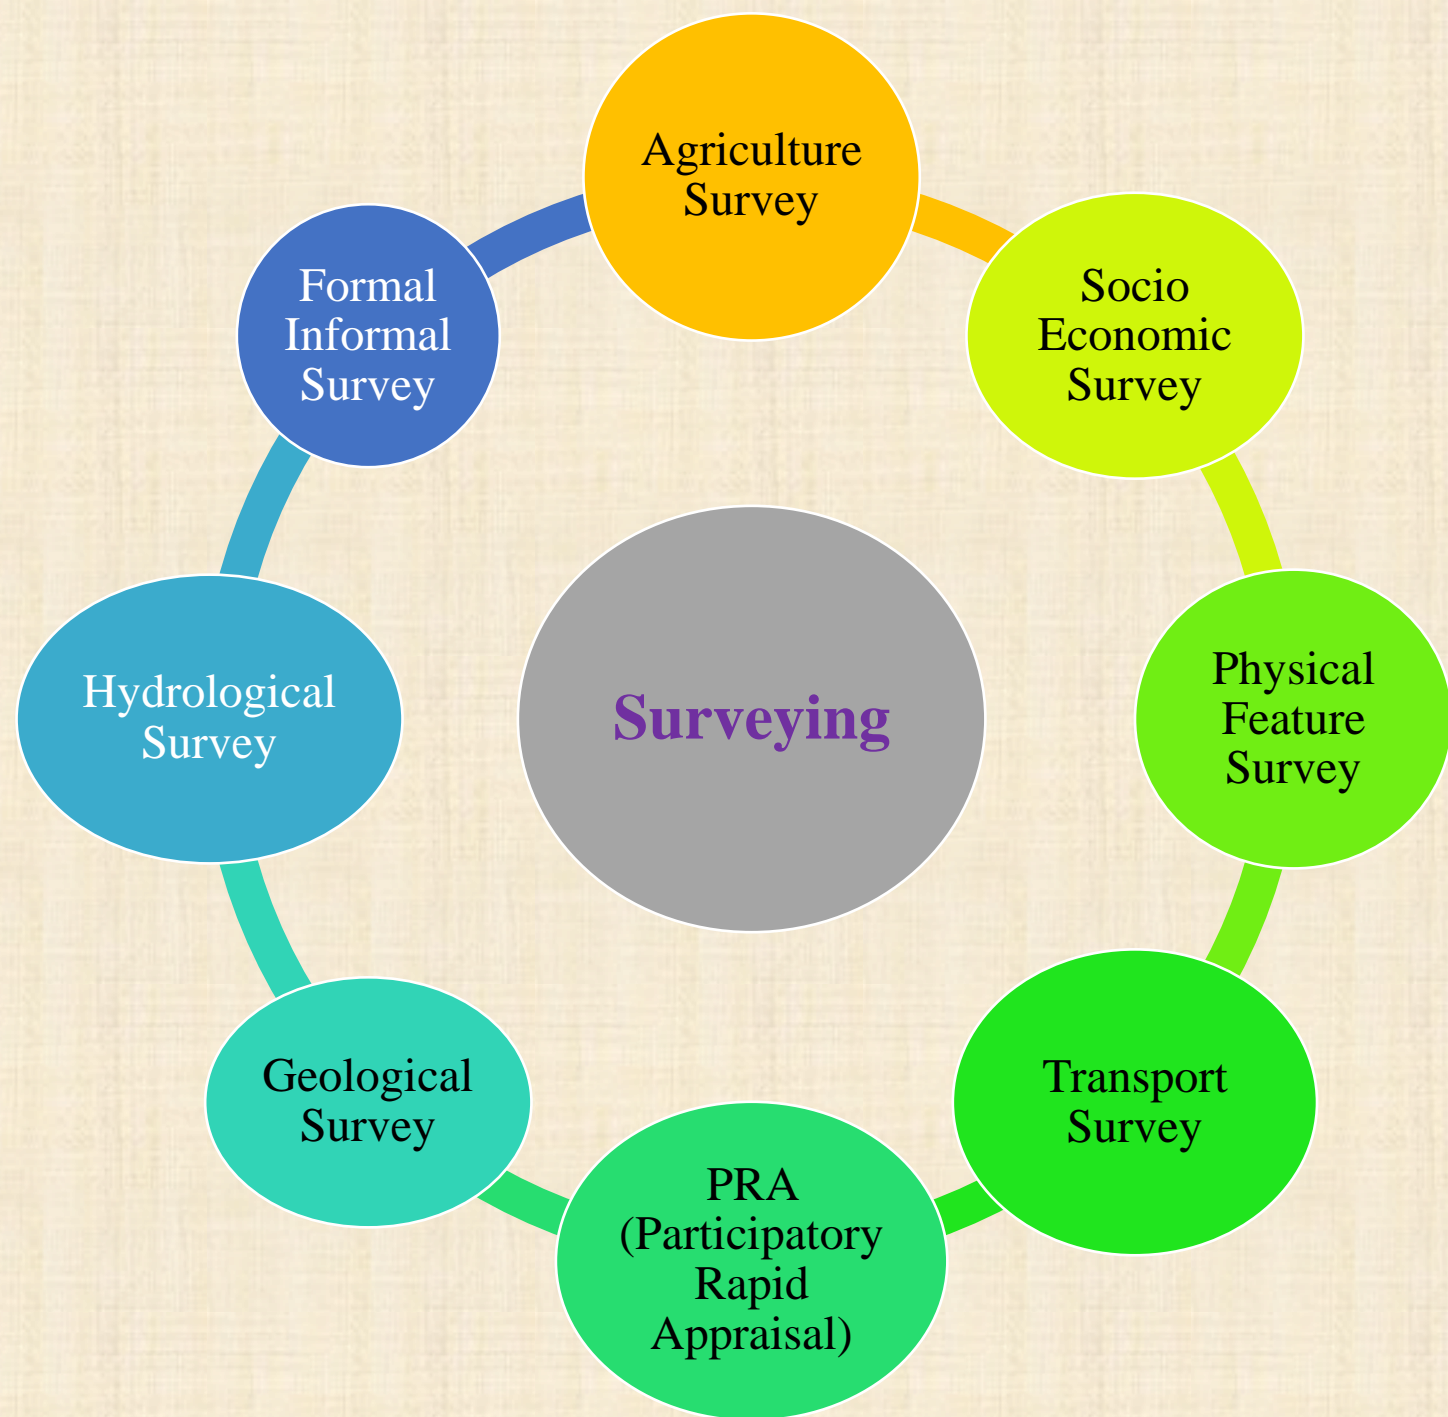 Agriculture
Survey
Socio
Economic
Survey
Physical
Feature
Survey
Transport
Survey
PRA
(Participatory
Rapid
Appraisal)
Geological
Survey
Hydrological
Survey
Formal
Informal
Survey
Surveying